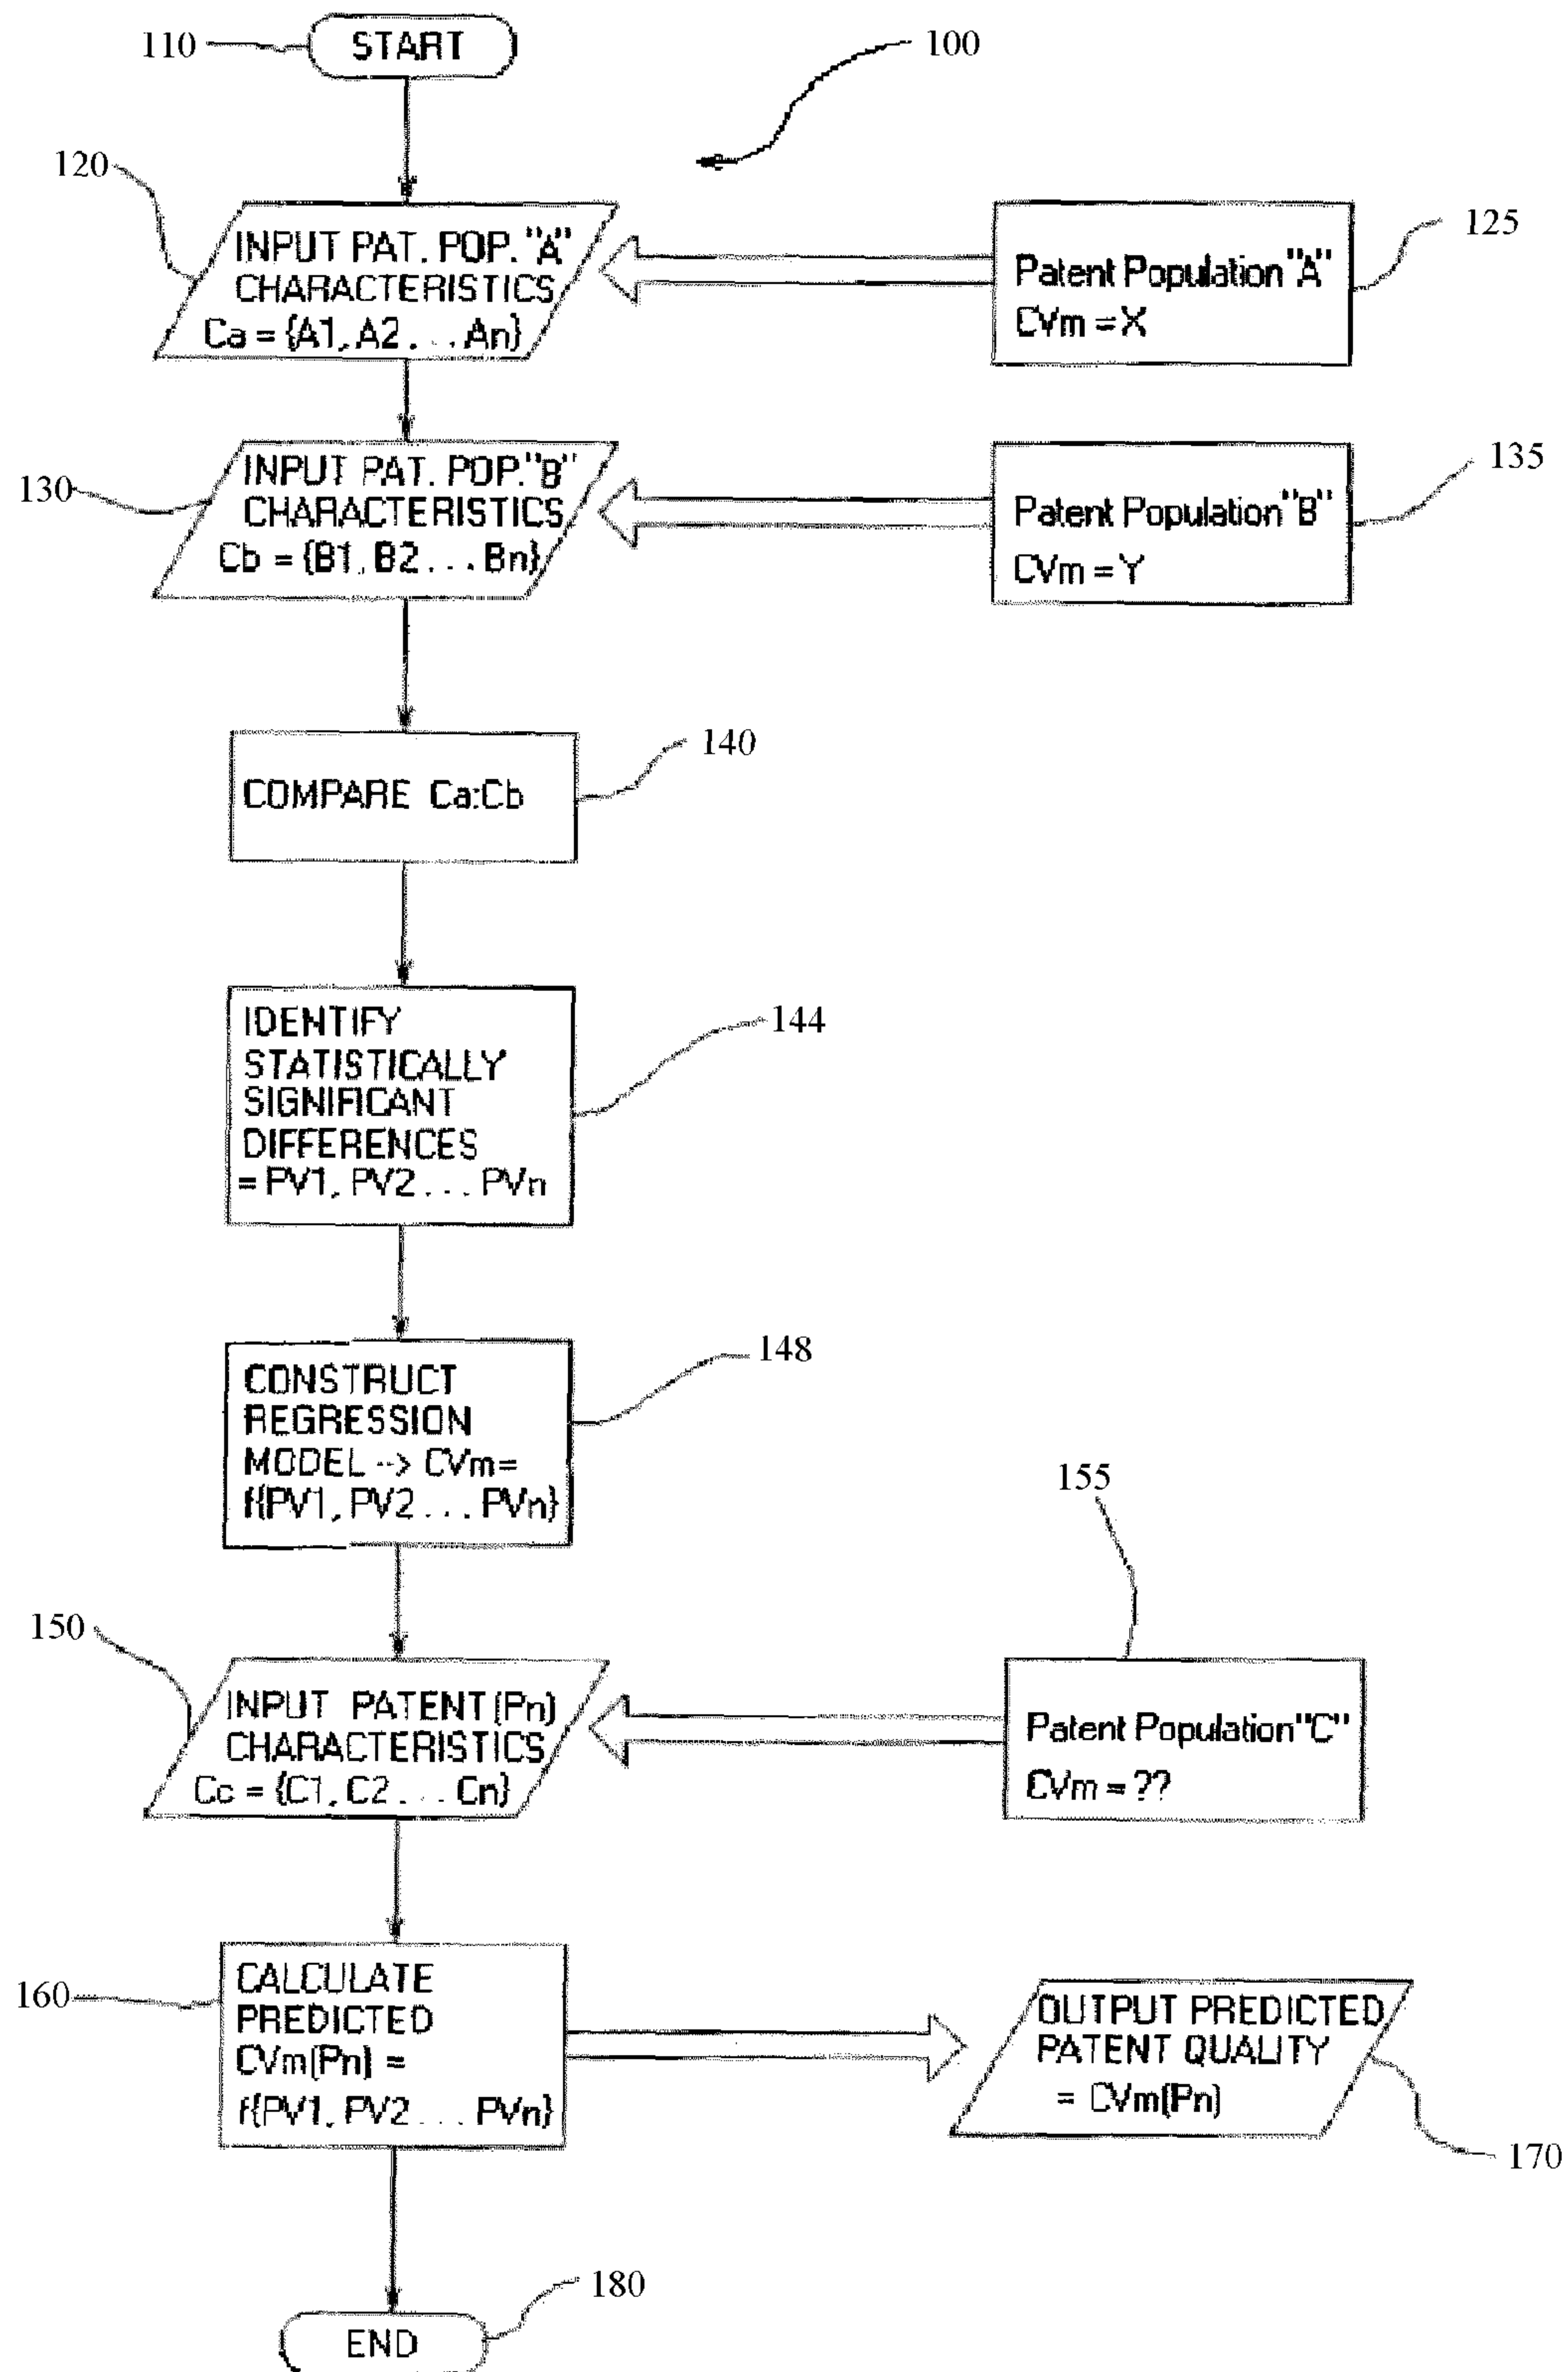 110
START
100
120
INPUT PAT. POP. "A"
CHARACTERISTICS
Ca = {A1, A2 ... An}
Patent Population "A"
CVm = X
125
130
INPUT PAT. POP. "B"
CHARACTERISTICS
Cb = {B1, B2 ... Bn}
Patent Population "B"
CVm = Y
135
COMPARE Ca:Cb
140
IDENTIFY
STATISTICALLY
SIGNIFICANT
DIFFERENCES
= PV1, PV2 ... PVn
144
CONSTRUCT
REGRESSION
MODEL --> CVm =
f{PV1, PV2 ... PVn}
148
150
INPUT PATENT (Pn)
CHARACTERISTICS
Cc = {C1, C2 ... Cn}
155
Patent Population "C"
CVm = ??
160
CALCULATE
PREDICTED
CVm(Pn) =
f{PV1, PV2 ... PVn}
OUTPUT PREDICTED
PATENT QUALITY
= CVm(Pn)
170
END
180